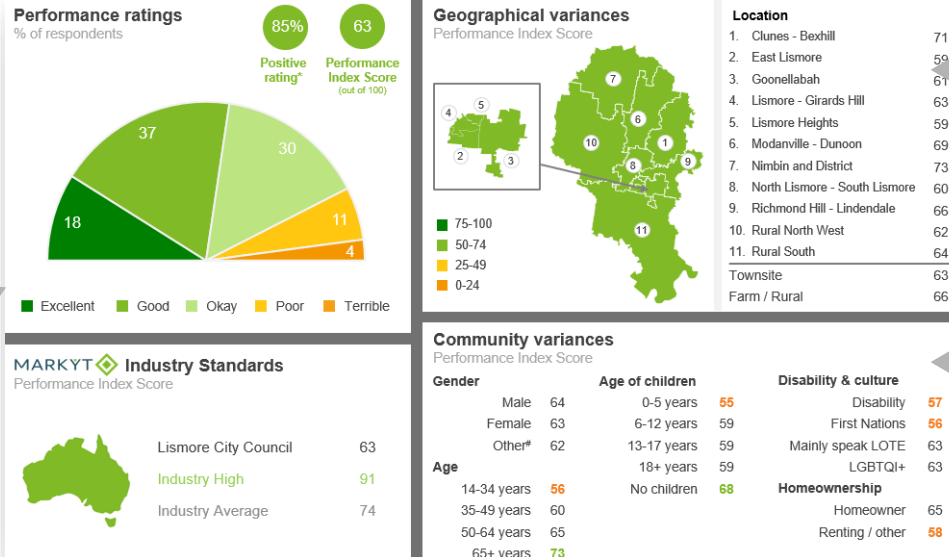 Performance ratings
% of respondents
85%
Positive
rating*
63
Performance
Index Score
(out of 100)
18
37
30
11
4
Excellent
Good
Okay
Poor
Terrible
MARKYT Industry Standards
Performance Index Score
Lismore City Council 63
Industry High 91
Industry Average 74
Geographical variances
Performance Index Score
4
5
2
3
7
6
10
1
9
8
11
75-100
50-74
25-49
0-24
Location
1. Clunes - Bexhill 71
2. East Lismore 59
3. Goonellabah 61
4. Lismore - Girards Hill 63
5. Lismore Heights 59
6. Modanville - Dunoon 69
7. Nimbin and District 73
8. North Lismore - South Lismore 60
9. Richmond Hill - Lindendale 66
10. Rural North West 62
11. Rural South 64
Townsite 63
Farm / Rural 66
Community variances
Performance Index Score
Gender
Male 64
Female 63
Other# 62
Age
14-34 years 56
35-49 years 60
50-64 years 65
65+ years 73
Age of children
0-5 years 55
6-12 years 59
13-17 years 59
18+ years 59
No children 68
Disability & culture
Disability 57
First Nations 56
Mainly speak LOTE 63
LGBTQI+ 63
Homeownership
Homeowner 65
Renting / other 58